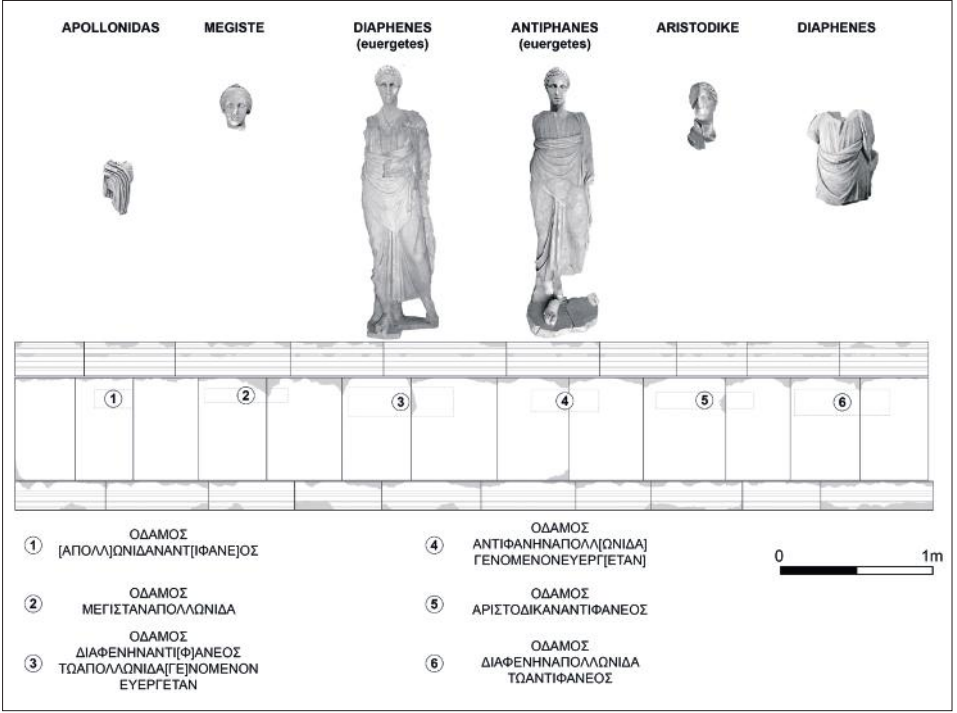 APOLLONIDAS MEGISTE DIAPHENES ANTIPHANES ARISTODIKE DIAPHENES
(euergetes) (euergetes)
1 2 3 4 5 6
1
ΟΔΑΜΟΣ
[ΑΠΟΛΛ]ΩΝΙΔΑΝΑΝΤ[ΙΦΑΝΕ]ΟΣ
2
ΟΔΑΜΟΣ
ΜΕΓΙΣΤΑΝΑΠΟΛΛΩΝΙΔΑ
3
ΟΔΑΜΟΣ
ΔΙΑΦΕΝΗΝΑΝΤΙ[Φ]ΑΝΕΟΣ
ΤΩΑΠΟΛΛΩΝΙΔΑ[ΓΕ]ΝΟΜΕΝΟΝ
ΕΥΕΡΓΕΤΑΝ
4
ΟΔΑΜΟΣ
ΑΝΤΙΦΑΝΗΝΑΠΟΛΛ[ΩΝΙΔΑ]
ΓΕΝΟΜΕΝΟΝΕΥΕΡΓ[ΕΤΑΝ]
5
ΟΔΑΜΟΣ
ΑΡΙΣΤΟΔΙΚΑΝΑΝΤΙΦΑΝΕΟΣ
6
ΟΔΑΜΟΣ
ΔΙΑΦΕΝΗΝΑΠΟΛΛΩΝΙΔΑ
ΤΩΑΝΤΙΦΑΝΕΟΣ
0 1m